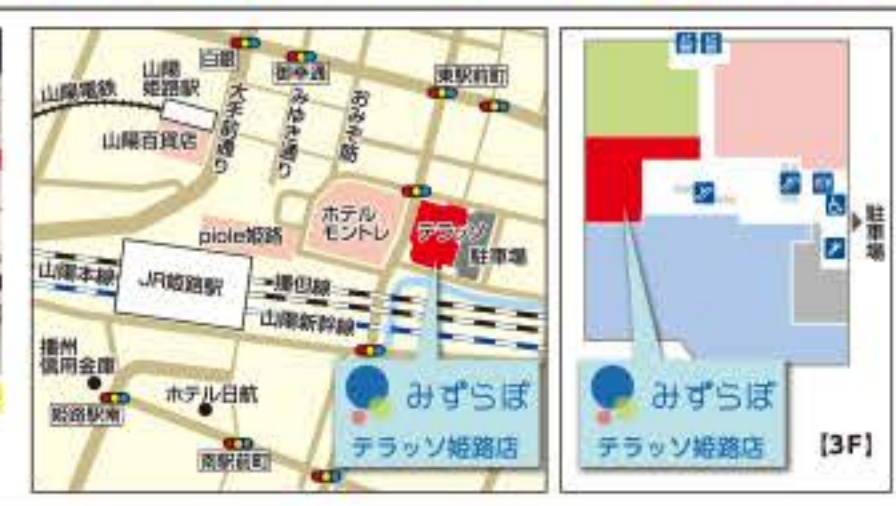 白銀
御幸通
東駅前町
山陽電鉄
山陽
姫路駅
山陽百貨店
大手前通り
みゆき通り
おみぞ筋
ホテル
モントレ
テラッソ
駐車場
piole姫路
JR姫路駅
山陽本線
播但線
山陽新幹線
播州
信用金庫
ホテル日航
姫路駅南
南駅前町
みずらぼ
テラッソ姫路店
駐車場
みずらぼ
テラッソ姫路店
【3F】